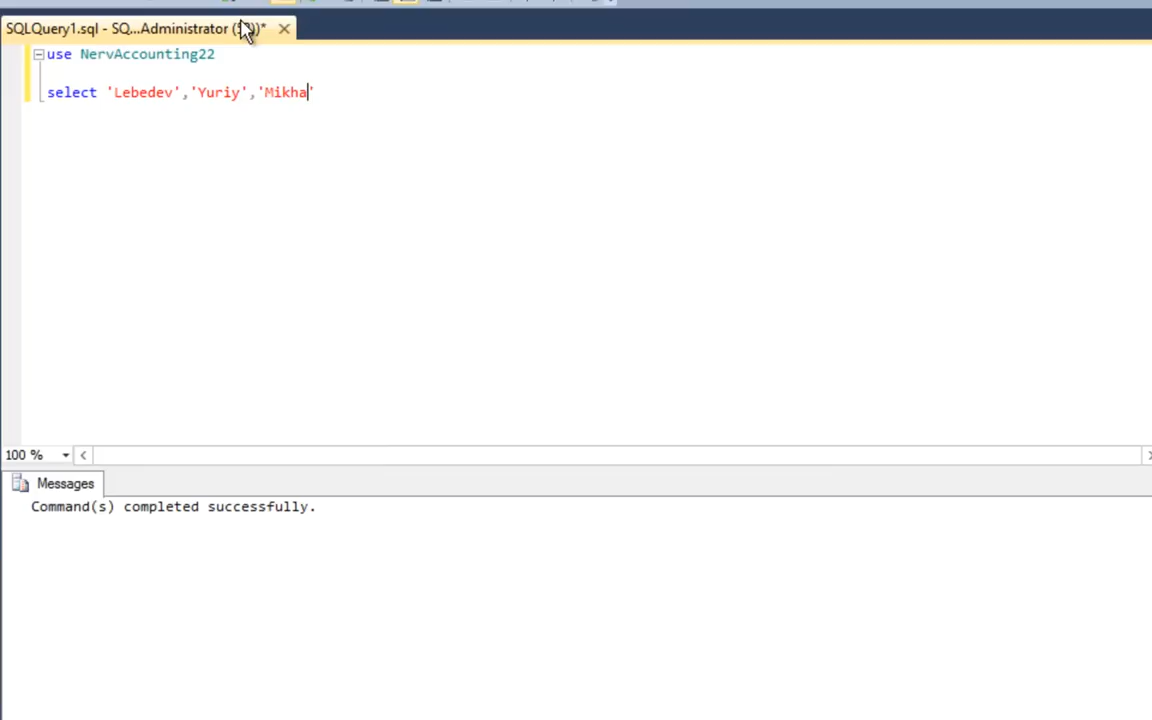 SQLQuery1.sql - SQ...Administrator ( ))*
use NervAccounting22
select 'Lebedev','Yuriy','Mikha'
100 %
Messages
Command(s) completed successfully.